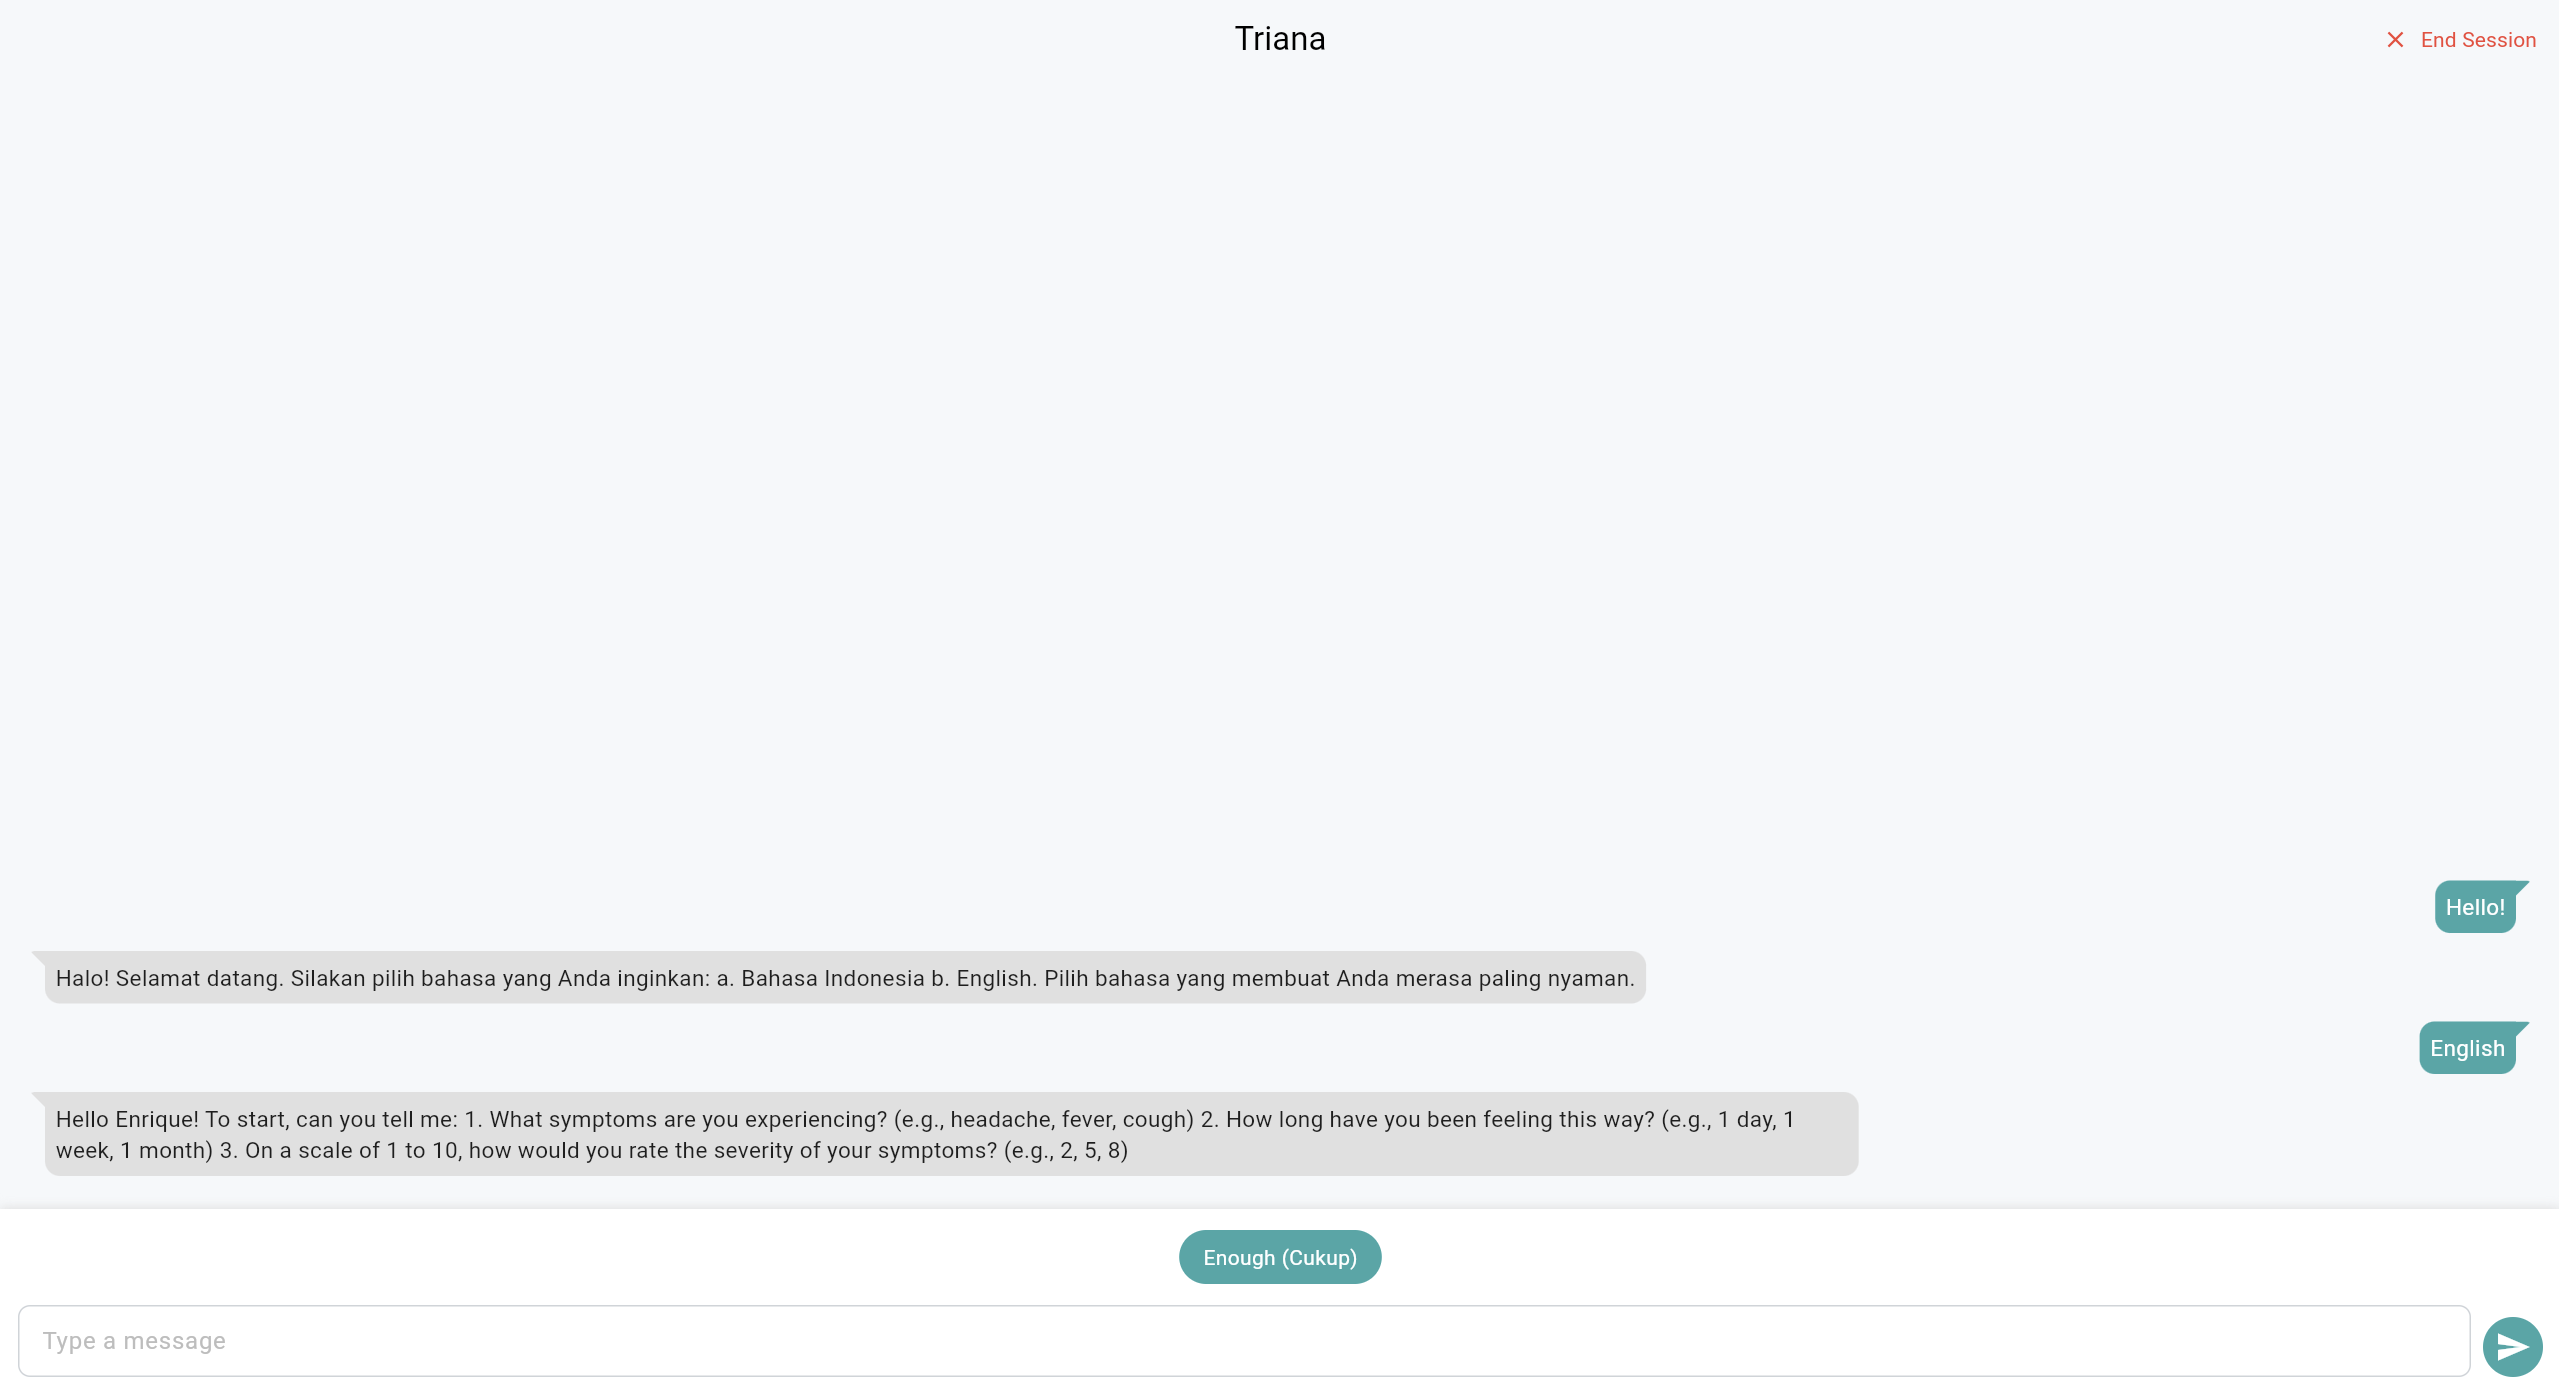 Triana
End Session
Hello!
Halo! Selamat datang. Silakan pilih bahasa yang Anda inginkan: a. Bahasa Indonesia b. English. Pilih bahasa yang membuat Anda merasa paling nyaman.
English
Hello Enrique! To start, can you tell me: 1. What symptoms are you experiencing? (e.g., headache, fever, cough) 2. How long have you been feeling this way? (e.g., 1 day, 1
week, 1 month) 3. On a scale of 1 to 10, how would you rate the severity of your symptoms? (e.g., 2, 5, 8)
Enough (Cukup)
Type a message